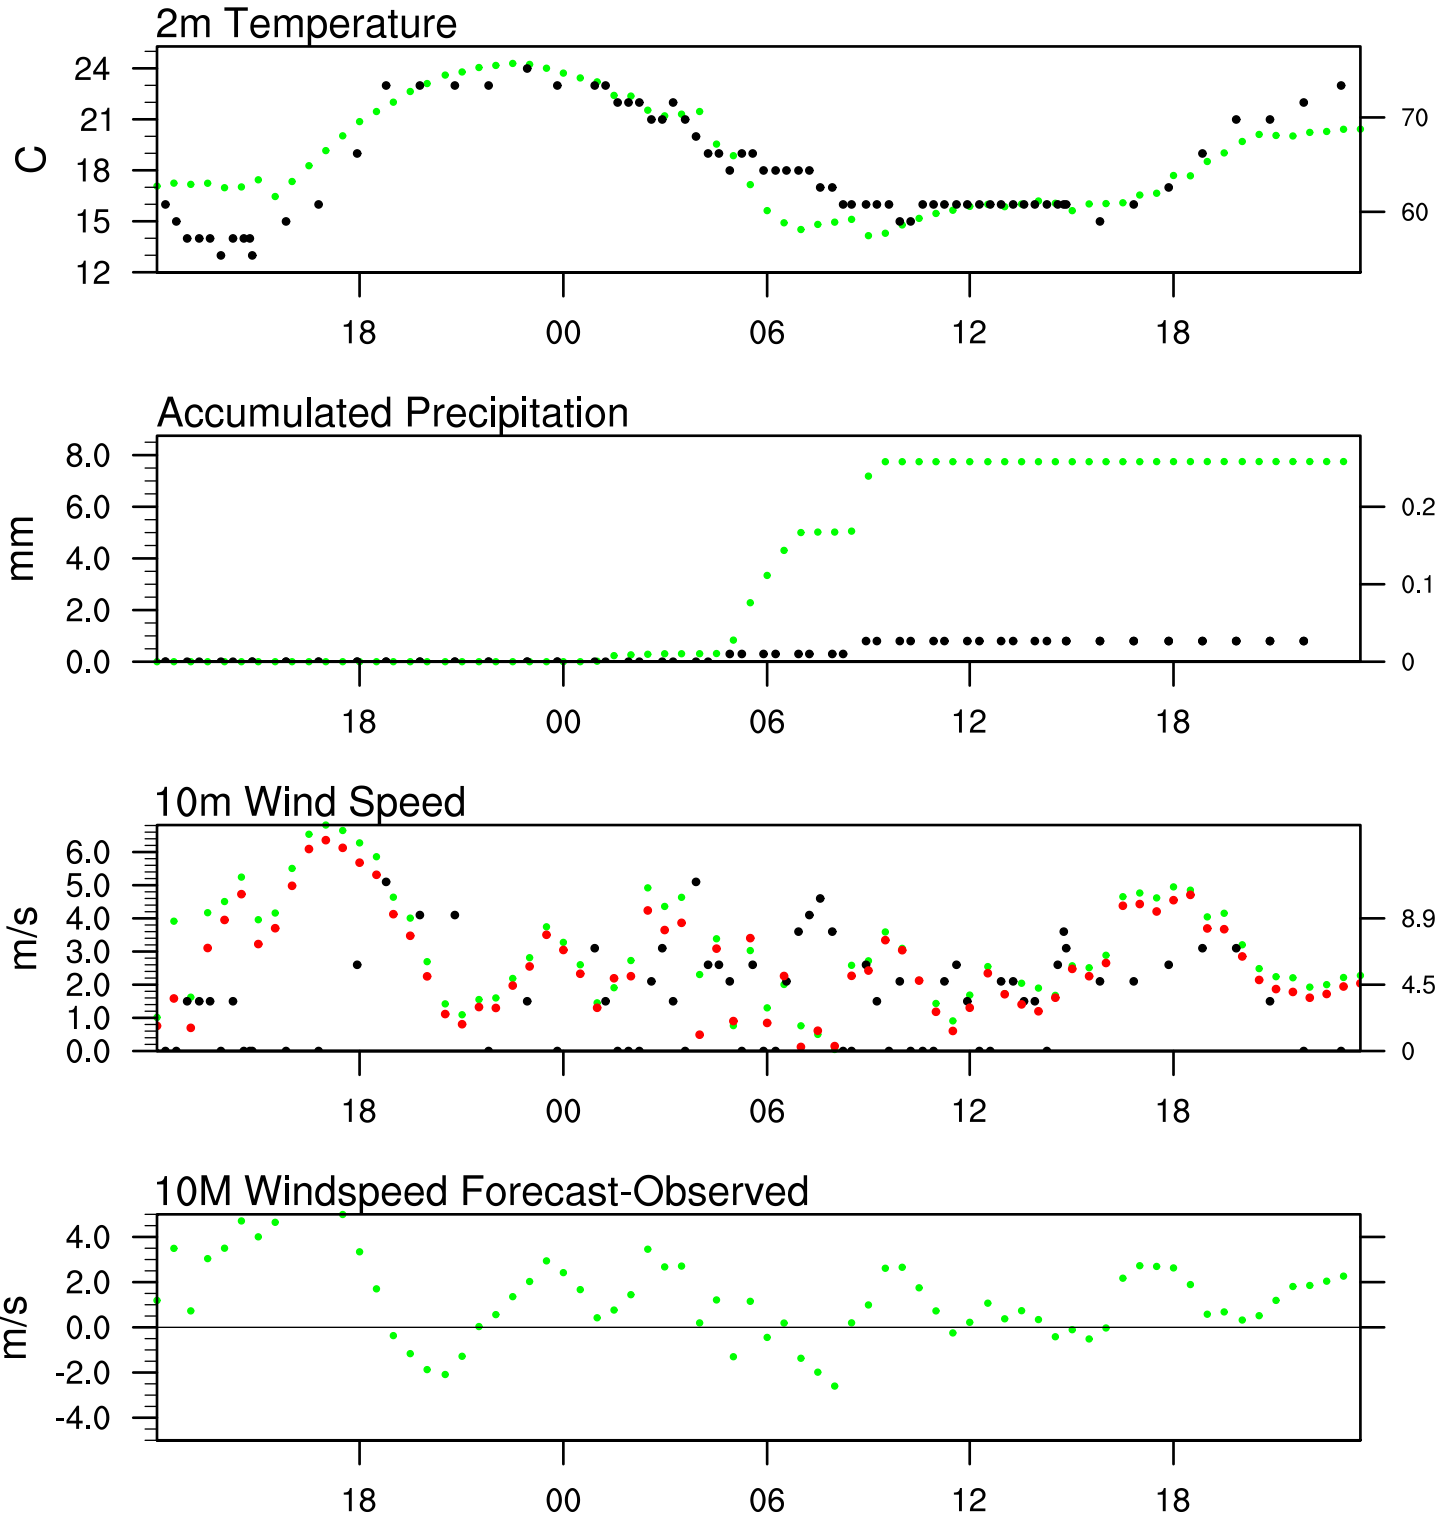 2m Temperature
24
21
18
15
12
C
70
60
18 00 06 12 18
Accumulated Precipitation
8.0
6.0
4.0
2.0
0.0
mm
0.2
0.1
0
18 00 06 12 18
10m Wind Speed
6.0
5.0
4.0
3.0
2.0
1.0
0.0
m/s
8.9
4.5
0
18 00 06 12 18
10M Windspeed Forecast-Observed
4.0
2.0
0.0
-2.0
-4.0
m/s
18 00 06 12 18